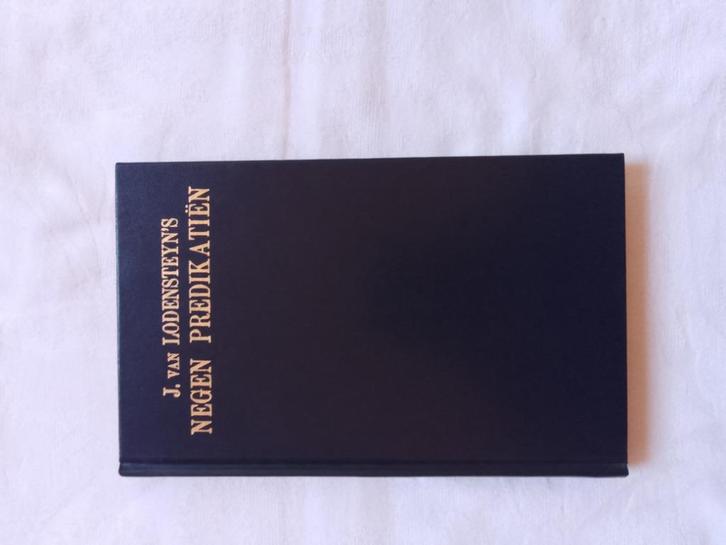 J. VAN LODENSTEYN'S
NEGEN PREDIKATIËN